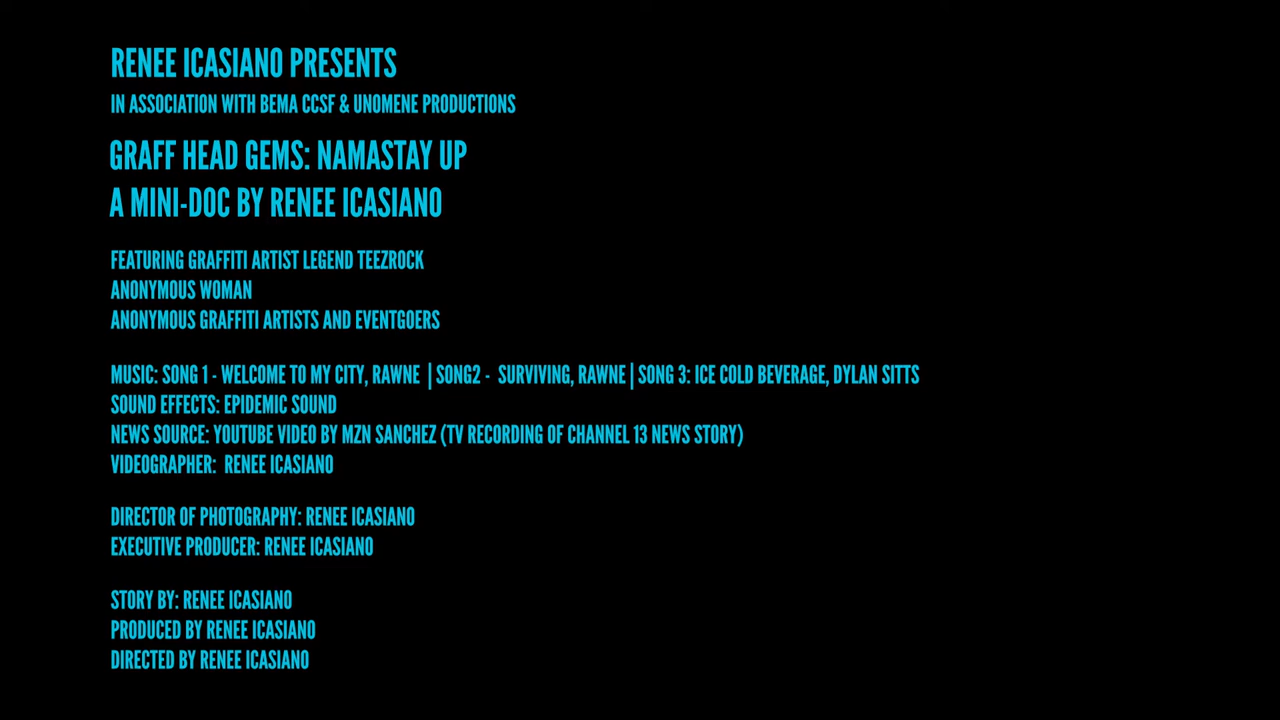 RENEE ICASIANO PRESENTS
IN ASSOCIATION WITH BEMA CCSF & UNOMENE PRODUCTIONS
GRAFF HEAD GEMS: NAMASTAY UP
A MINI-DOC BY RENEE ICASIANO
FEATURING GRAFFITI ARTIST LEGEND TEEZROCK
ANONYMOUS WOMAN
ANONYMOUS GRAFFITI ARTISTS AND EVENTGOERS
MUSIC: SONG 1 - WELCOME TO MY CITY, RAWNE | SONG2 - SURVIVING, RAWNE | SONG 3: ICE COLD BEVERAGE, DYLAN SITTS
SOUND EFFECTS: EPIDEMIC SOUND
NEWS SOURCE: YOUTUBE VIDEO BY MZN SANCHEZ (TV RECORDING OF CHANNEL 13 NEWS STORY)
VIDEOGRAPHER: RENEE ICASIANO
DIRECTOR OF PHOTOGRAPHY: RENEE ICASIANO
EXECUTIVE PRODUCER: RENEE ICASIANO
STORY BY: RENEE ICASIANO
PRODUCED BY RENEE ICASIANO
DIRECTED BY RENEE ICASIANO